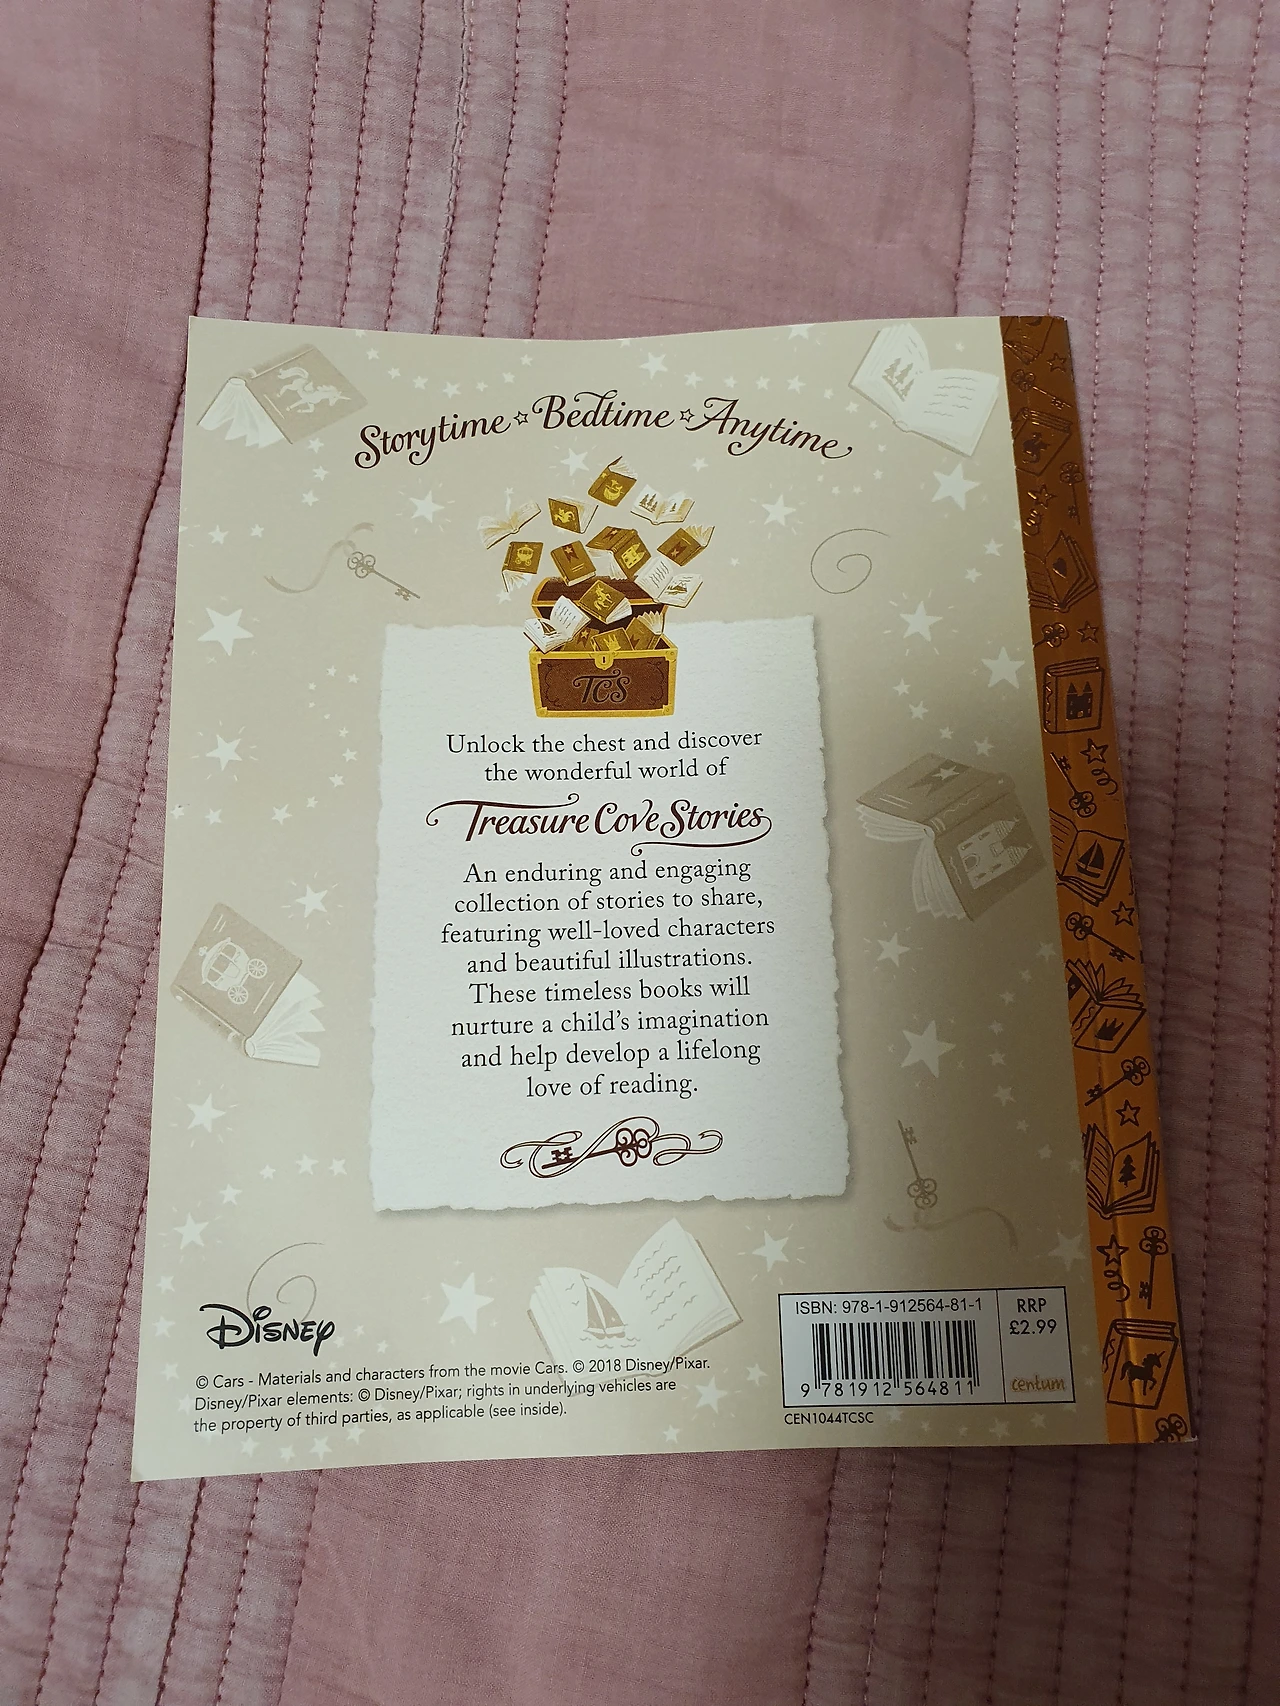 Storytime ☆ Bedtime ☆ Anytime
TCS
Unlock the chest and discover
the wonderful world of
Treasure Cove Stories
An enduring and engaging
collection of stories to share,
featuring well-loved characters
and beautiful illustrations.
These timeless books will
nurture a child's imagination
and help develop a lifelong
love of reading.
Disney
© Cars - Materials and characters from the movie Cars. © 2018 Disney/Pixar.
Disney/Pixar elements: © Disney/Pixar; rights in underlying vehicles are
the property of third parties, as applicable (see inside).
ISBN: 978-1-912564-81-1
9 781912 564811
RRP
£2.99
centum
CEN1044TCSC